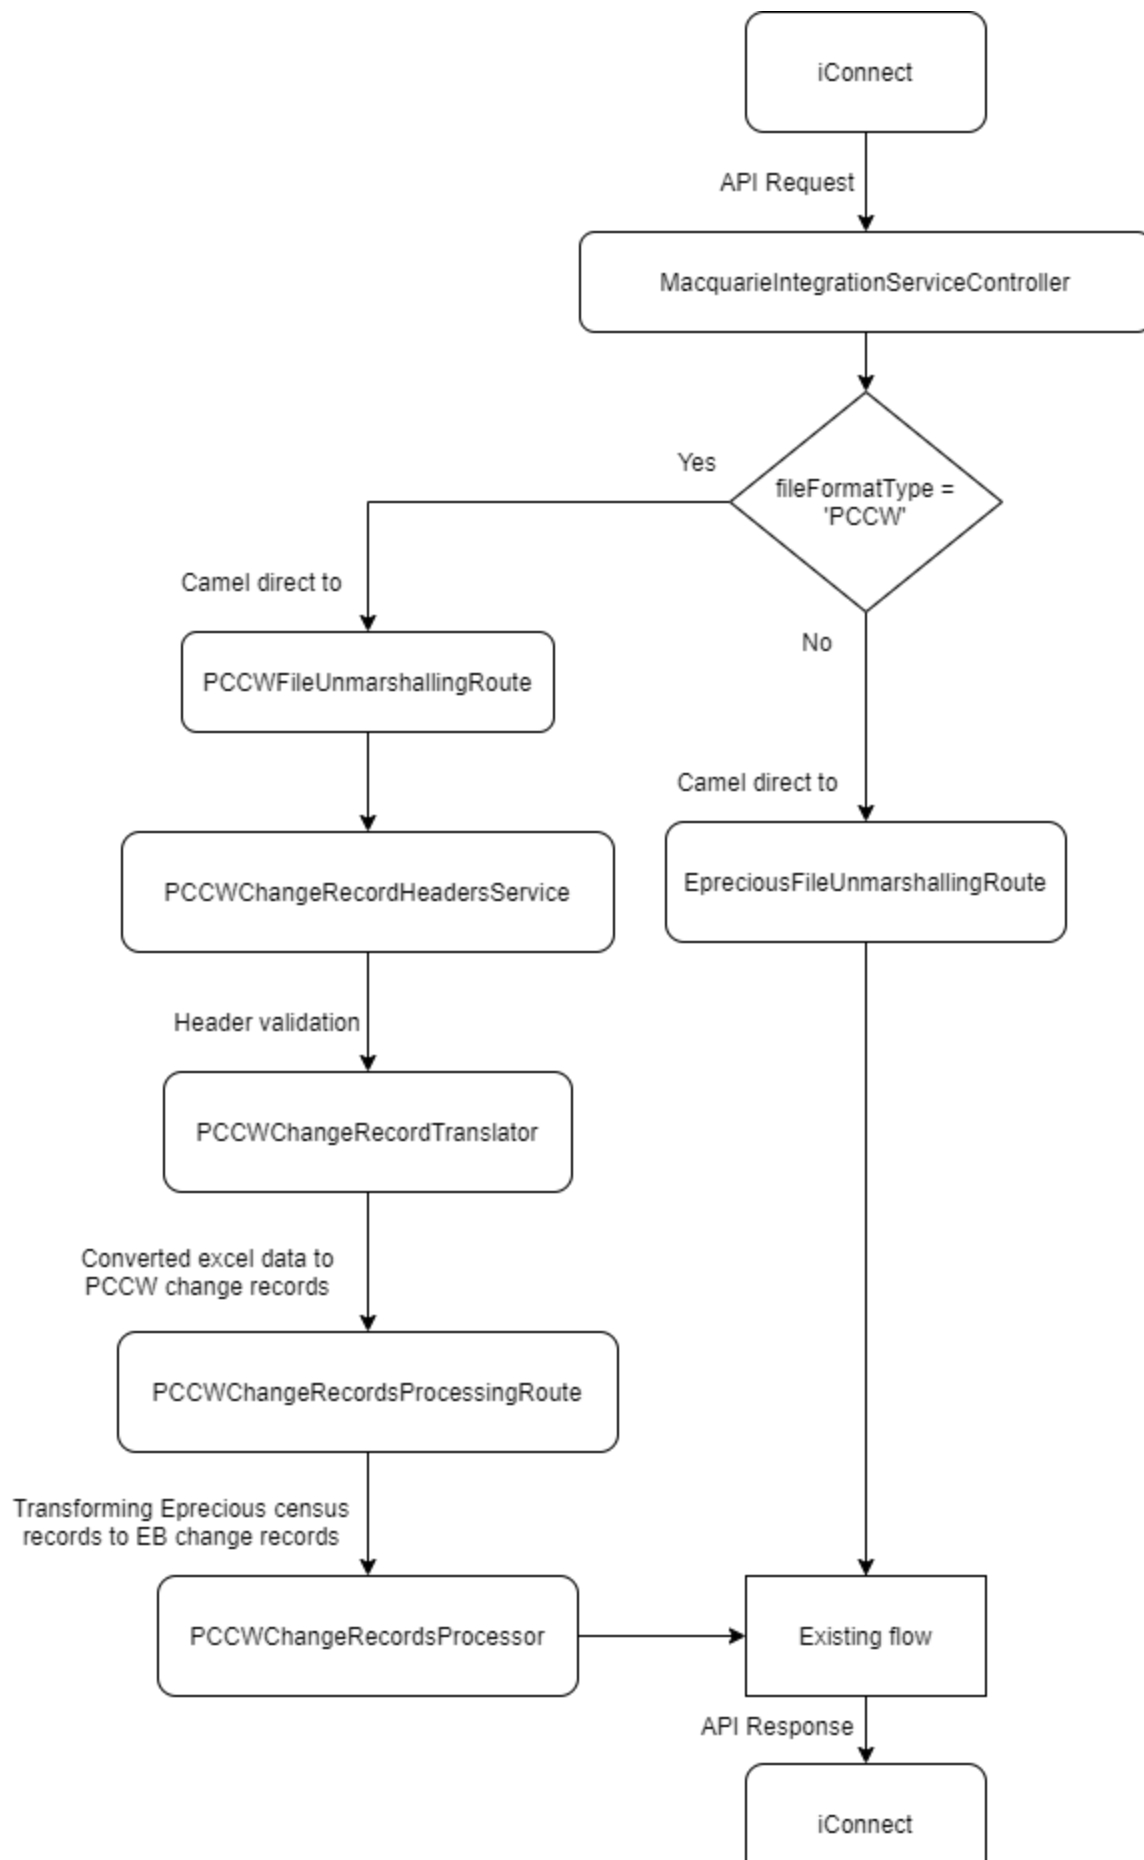 iConnect
API Request
MacquarieIntegrationServiceController
Yes
fileFormatType =
'PCCW'
Camel direct to
No
PCCWFileUnmarshallingRoute
Camel direct to
PCCWChangeRecordHeadersService
EpreciousFileUnmarshallingRoute
Header validation
PCCWChangeRecordTranslator
Converted excel data to
PCCW change records
PCCWChangeRecordsProcessingRoute
Transforming Eprecious census
records to EB change records
PCCWChangeRecordsProcessor
Existing flow
API Response
iConnect